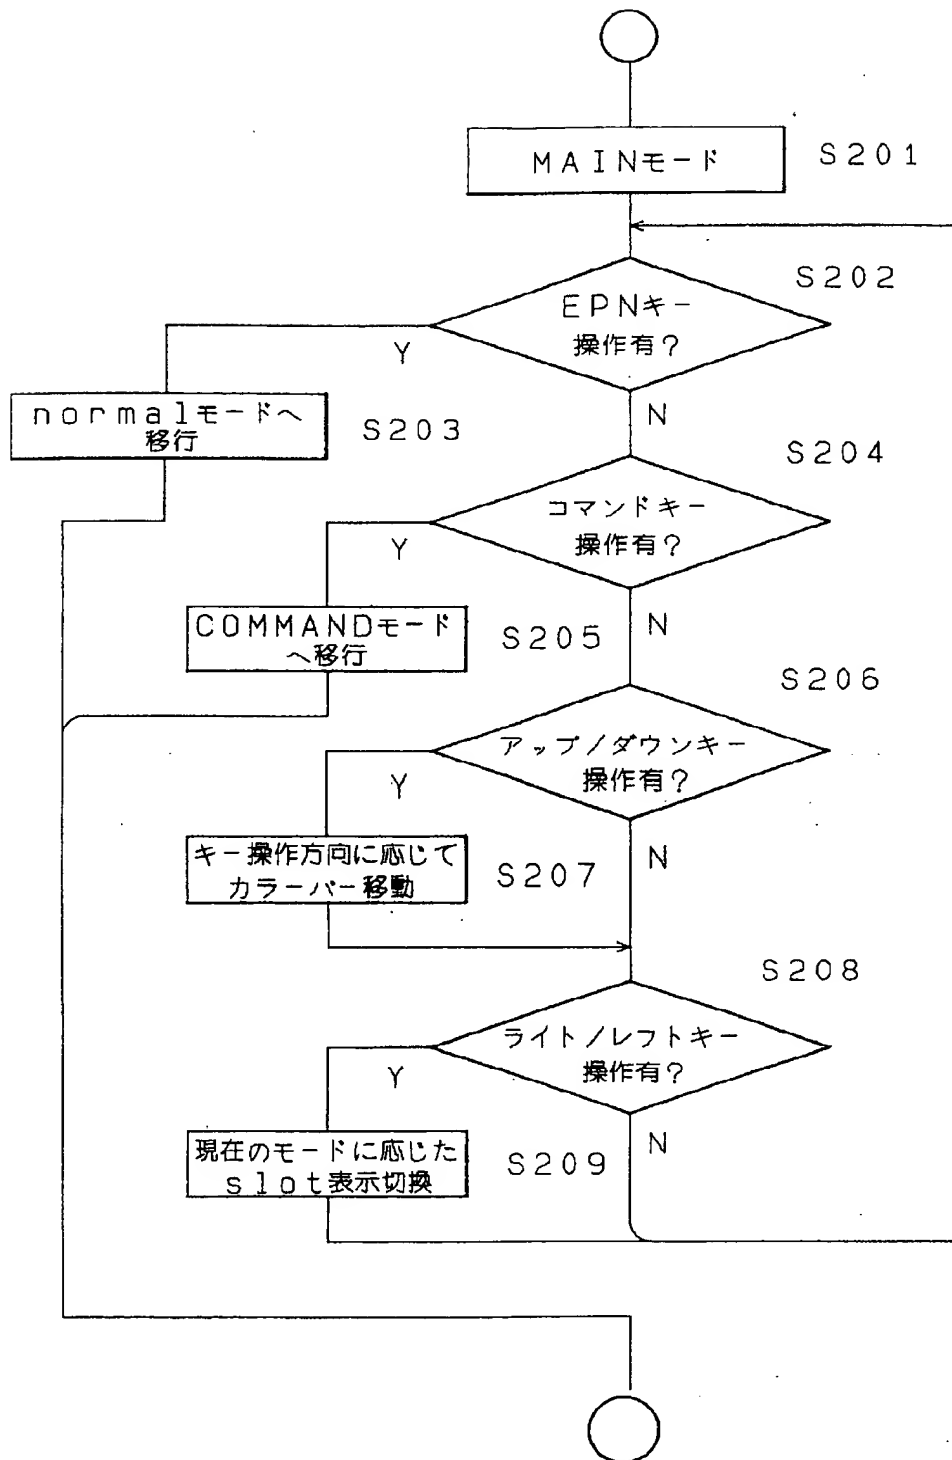 MAINモード
S201
S202
EPNキー
操作有?
Y
N
normalモードへ
移行
S203
S204
コマンドキー
操作有?
Y
N
COMMANDモード
へ移行
S205
S206
アップ/ダウンキー
操作有?
Y
N
キー操作方向に応じて
カラーバー移動
S207
S208
ライト/レフトキー
操作有?
Y
N
現在のモードに応じた
slot表示切換
S209